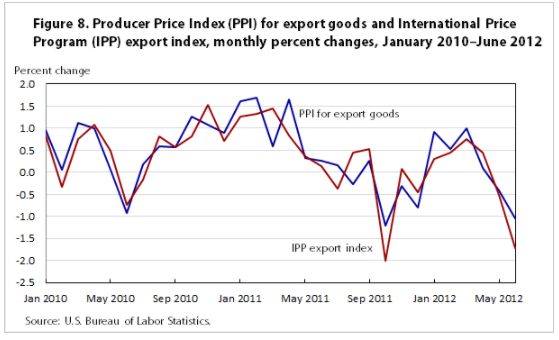 Figure 8. Producer Price Index (PPI) for export goods and International Price
Program (IPP) export index, monthly percent changes, January 2010–June 2012
Percent change
2.0
1.5
PPI for export goods
1.0
0.5
0.0
-0.5
-1.0
-1.5
IPP export index
-2.0
-2.5
Jan 2010 May 2010 Sep 2010 Jan 2011 May 2011 Sep 2011 Jan 2012 May 2012
Source: U.S. Bureau of Labor Statistics.